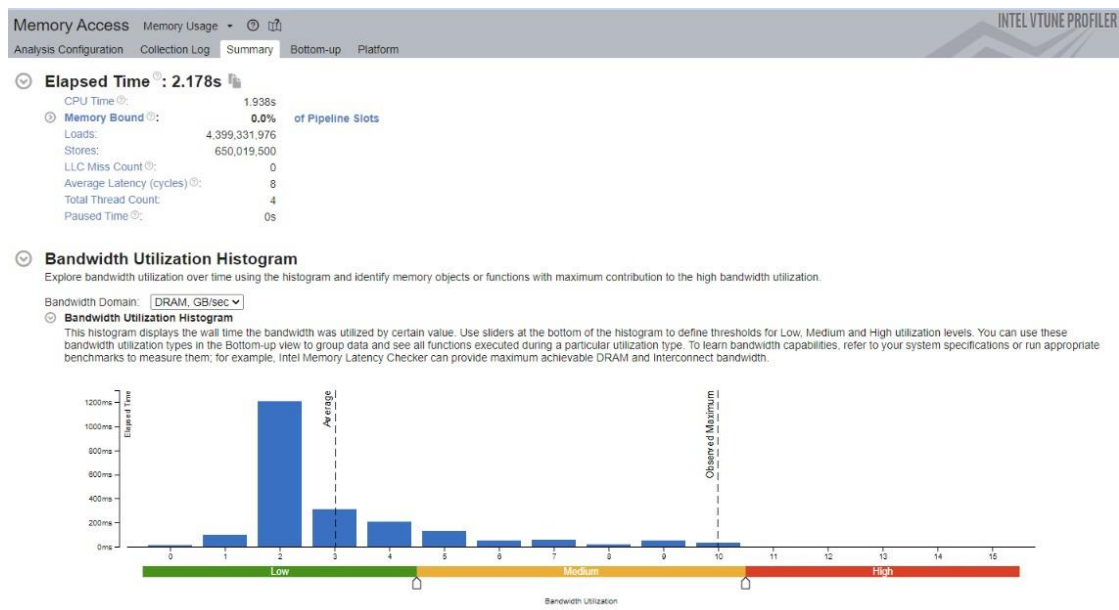 Memory Access Memory Usage
INTEL VTUNE PROFILER
Analysis Configuration Collection Log Summary Bottom-up Platform
Elapsed Time: 2.178s
CPU Time: 1.938s
Memory Bound: 0.0% of Pipeline Slots
Loads: 4,399,331,976
Stores: 650,019,500
LLC Miss Count: 0
Average Latency (cycles): 8
Total Thread Count: 4
Paused Time: 0s
Bandwidth Utilization Histogram
Explore bandwidth utilization over time using the histogram and identify memory objects or functions with maximum contribution to the high bandwidth utilization.
Bandwidth Domain: DRAM, GB/sec
Bandwidth Utilization Histogram
This histogram displays the wall time the bandwidth was utilized by certain value. Use sliders at the bottom of the histogram to define thresholds for Low, Medium and High utilization levels. You can use these
bandwidth utilization types in the Bottom-up view to group data and see all functions executed during a particular utilization type. To learn bandwidth capabilities, refer to your system specifications or run appropriate
benchmarks to measure them; for example, Intel Memory Latency Checker can provide maximum achievable DRAM and Interconnect bandwidth.
Elapsed Time
1200ms
1000ms
800ms
600ms
400ms
200ms
0ms
Average
Observed Maximum
0 1 2 3 4 5 6 7 8 9 10 11 12 13 14 15
Low Medium High
Bandwidth Utilization